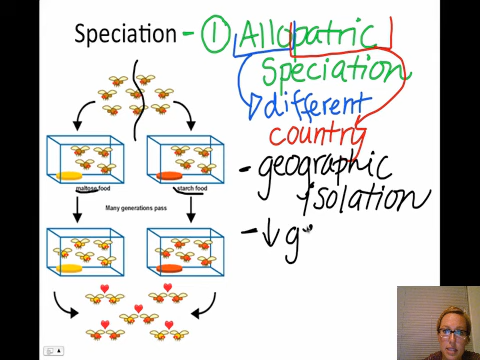 Speciation - ① Allopatric
Speciation
different
country
- geographic
isolation
- ↓ g
maltose food
starch food
Many generations pass